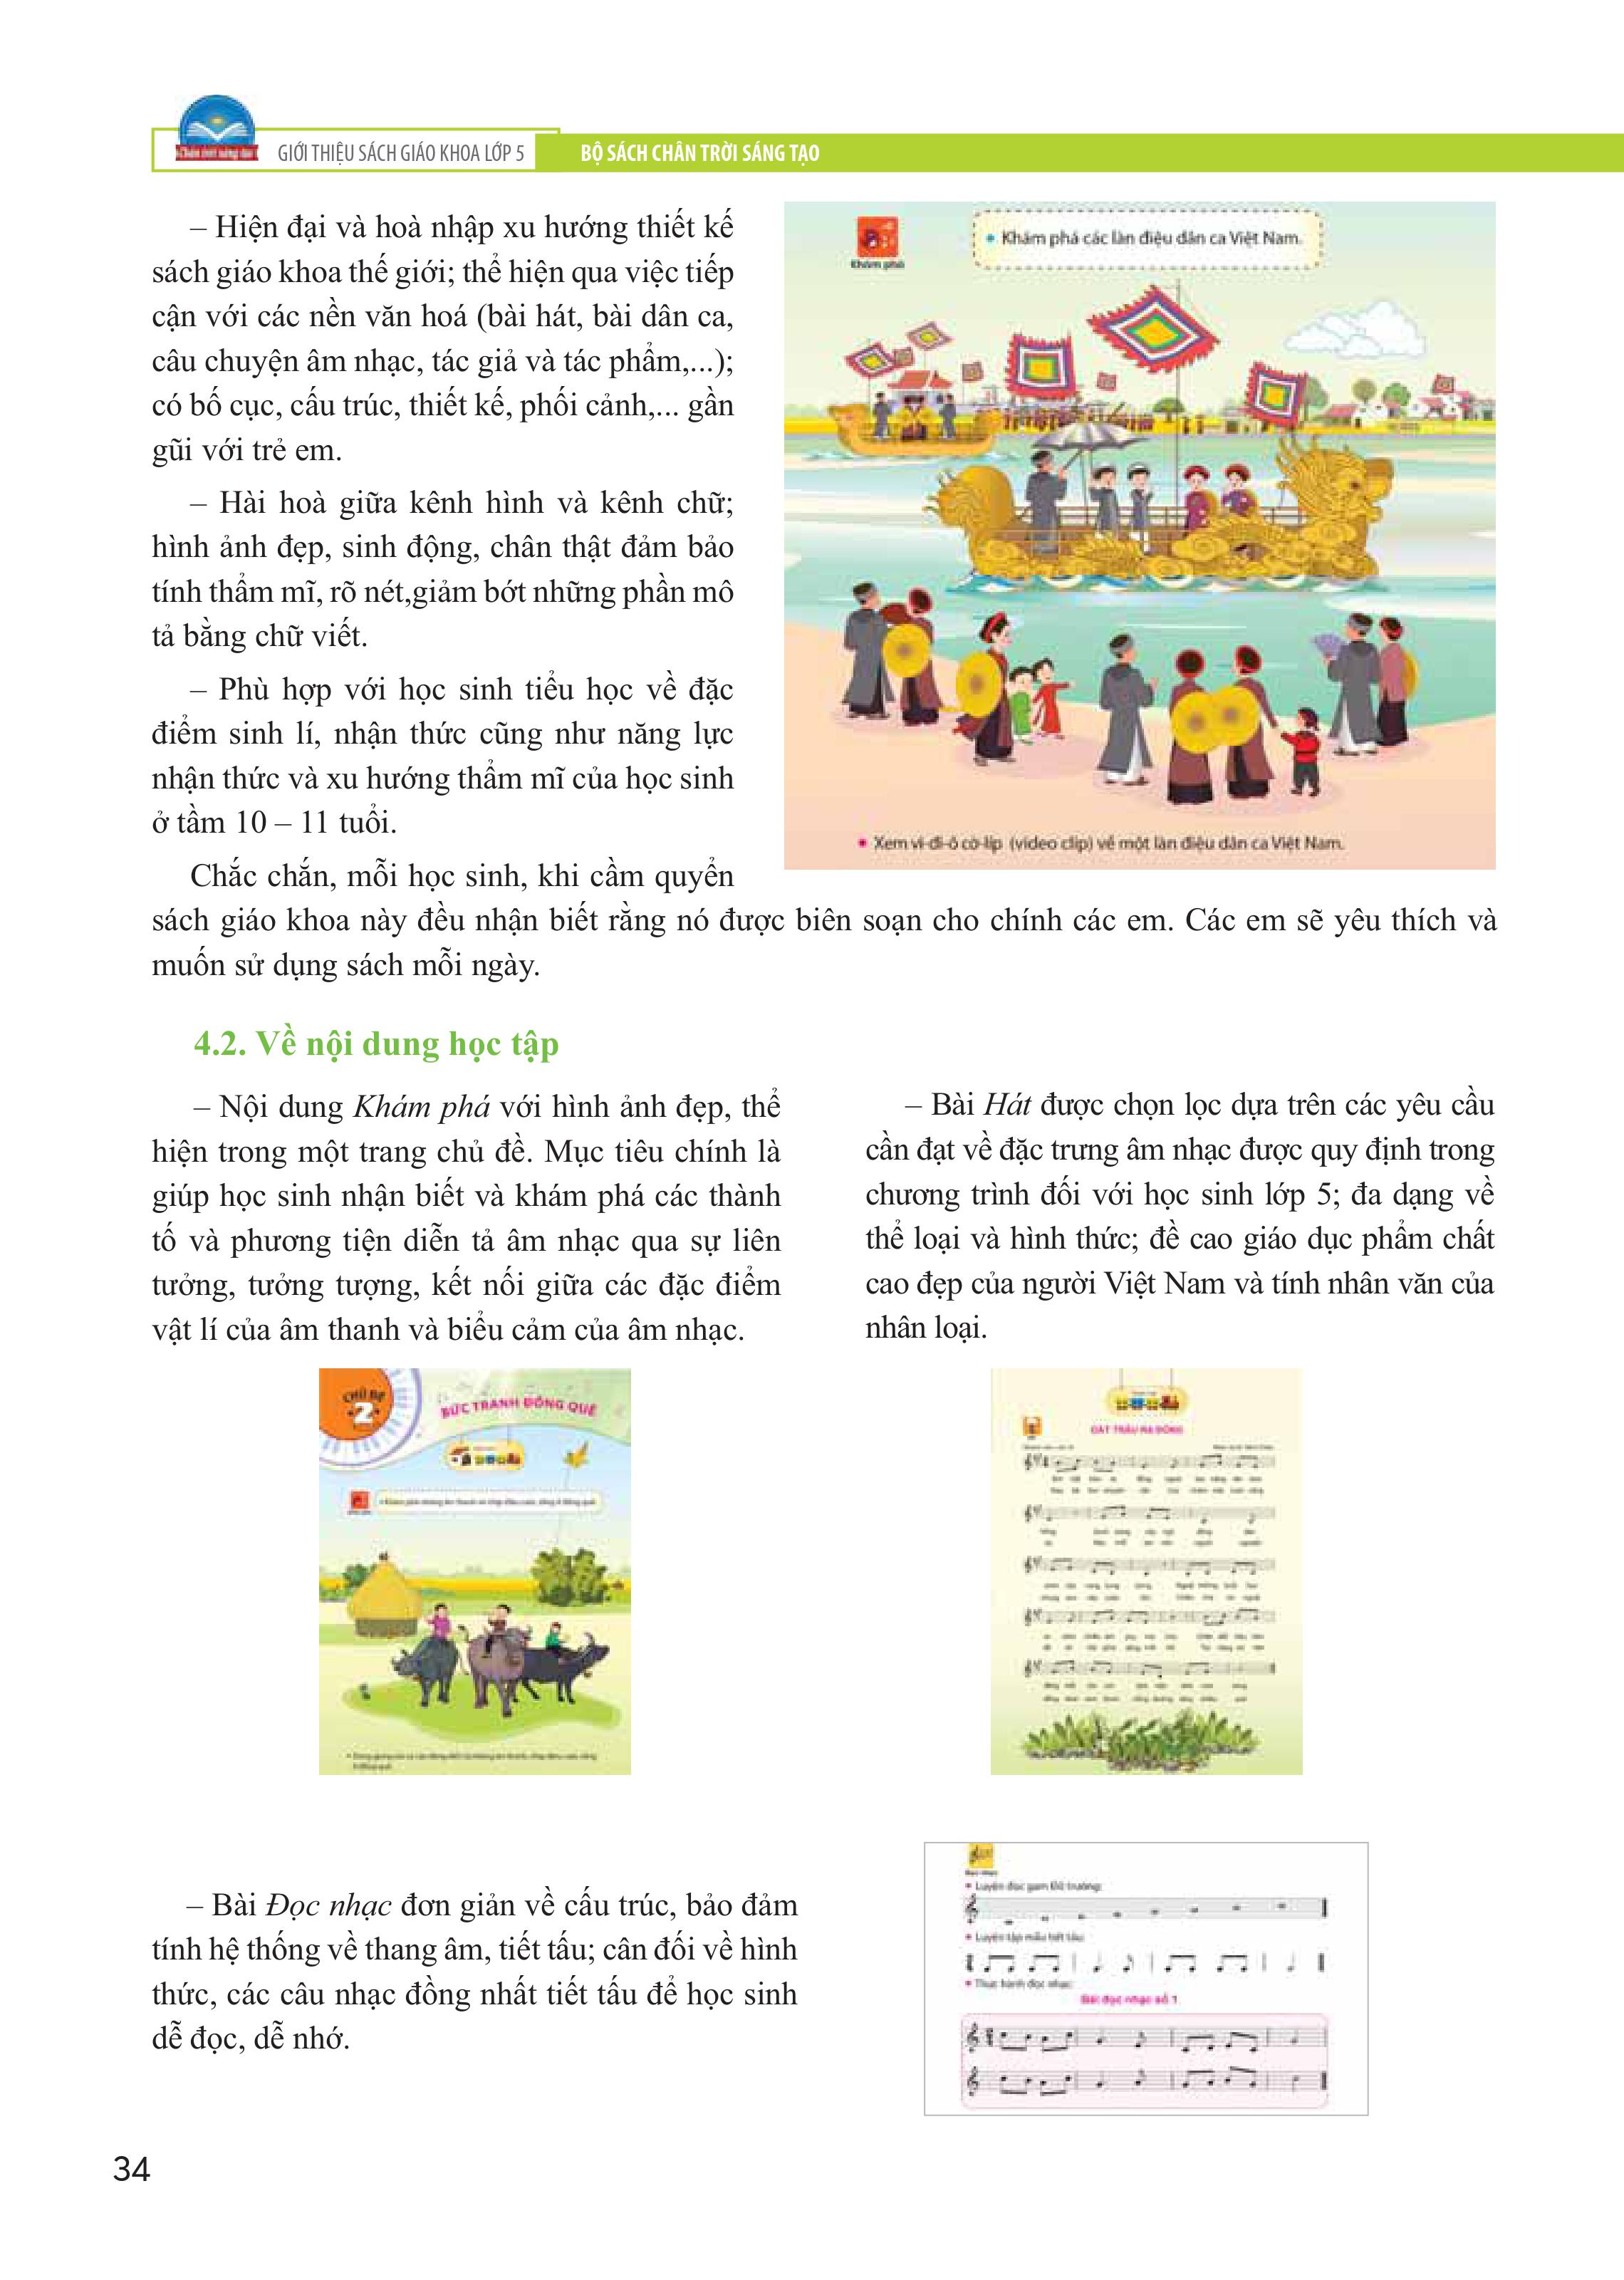 GIỚI THIỆU SÁCH GIÁO KHOA LỚP 5
BỘ SÁCH CHÂN TRỜI SÁNG TẠO
– Hiện đại và hoà nhập xu hướng thiết kế
sách giáo khoa thế giới; thể hiện qua việc tiếp
cận với các nền văn hoá (bài hát, bài dân ca,
câu chuyện âm nhạc, tác giả và tác phẩm,...);
có bố cục, cấu trúc, thiết kế, phối cảnh,... gần
gũi với trẻ em.
– Hài hoà giữa kênh hình và kênh chữ;
hình ảnh đẹp, sinh động, chân thật đảm bảo
tính thẩm mĩ, rõ nét,giảm bớt những phần mô
tả bằng chữ viết.
– Phù hợp với học sinh tiểu học về đặc
điểm sinh lí, nhận thức cũng như năng lực
nhận thức và xu hướng thẩm mĩ của học sinh
ở tầm 10 – 11 tuổi.
Khám phá
• Khám phá các làn điệu dân ca Việt Nam.
• Xem vi-đi-ô cờ-líp (video clip) về một làn điệu dân ca Việt Nam.
Chắc chắn, mỗi học sinh, khi cầm quyển
sách giáo khoa này đều nhận biết rằng nó được biên soạn cho chính các em. Các em sẽ yêu thích và
muốn sử dụng sách mỗi ngày.
4.2. Về nội dung học tập
– Nội dung Khám phá với hình ảnh đẹp, thể
hiện trong một trang chủ đề. Mục tiêu chính là
giúp học sinh nhận biết và khám phá các thành
tố và phương tiện diễn tả âm nhạc qua sự liên
tưởng, tưởng tượng, kết nối giữa các đặc điểm
vật lí của âm thanh và biểu cảm của âm nhạc.
CHỦ ĐỀ
2
BỨC TRANH ĐỒNG QUÊ
– Bài Hát được chọn lọc dựa trên các yêu cầu
cần đạt về đặc trưng âm nhạc được quy định trong
chương trình đối với học sinh lớp 5; đa dạng về
thể loại và hình thức; đề cao giáo dục phẩm chất
cao đẹp của người Việt Nam và tính nhân văn của
nhân loại.
DẮT TRÂU RA ĐỒNG
– Bài Đọc nhạc đơn giản về cấu trúc, bảo đảm
tính hệ thống về thang âm, tiết tấu; cân đối về hình
thức, các câu nhạc đồng nhất tiết tấu để học sinh
dễ đọc, dễ nhớ.
Đọc nhạc
• Luyện đọc gam Đô trưởng:
• Luyện tập mẫu tiết tấu:
• Thực hành đọc nhạc:
Bài đọc nhạc số 1
34